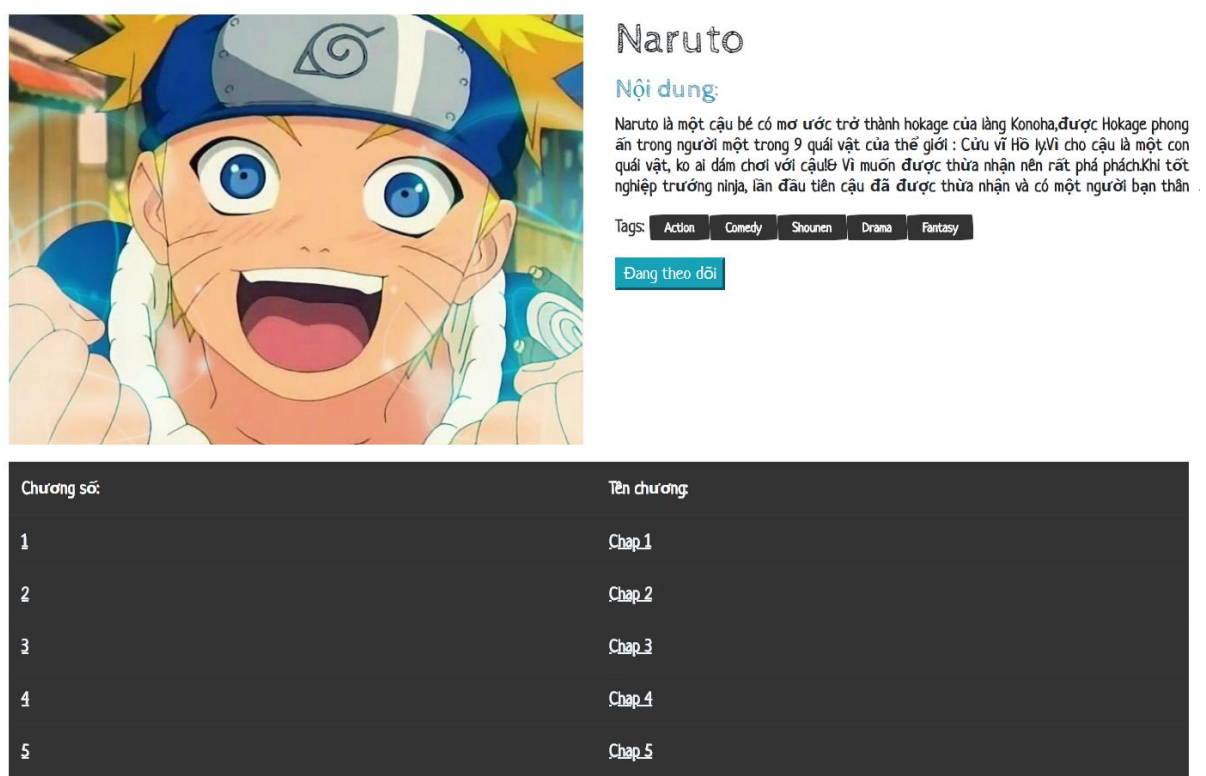 Naruto
Nội dung:
Naruto là một cậu bé có mơ ước trở thành hokage của làng Konoha,được Hokage phong
ấn trong người một trong 9 quái vật của thế giới : Cửu vĩ Hồ ly.Vì cho cậu là một con
quái vật, ko ai dám chơi với cậu!& Vì muốn được thừa nhận nên rất phá phách.Khi tốt
nghiệp trướng ninja, lần đầu tiên cậu đã được thừa nhận và có một người bạn thân .
Tags: Action Comedy Shounen Drama Fantasy
Đang theo dõi
Chương số: Tên chương:
1 Chap 1
2 Chap 2
3 Chap 3
4 Chap 4
5 Chap 5